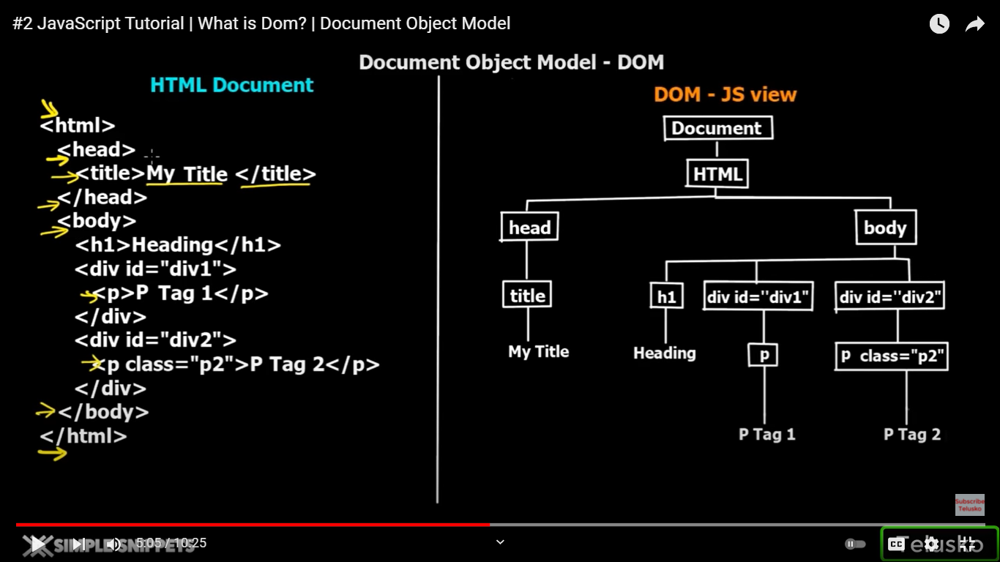 #2 JavaScript Tutorial | What is Dom? | Document Object Model
Document Object Model - DOM
HTML Document
<html>
<head>
<title>My Title </title>
</head>
<body>
<h1>Heading</h1>
<div id="div1">
<p>P Tag 1</p>
</div>
<div id="div2">
<p class="p2">P Tag 2</p>
</div>
</body>
</html>
DOM - JS view
Document
HTML
head
body
title
h1
div id="div1"
div id="div2"
My Title
Heading
p
p class="p2"
P Tag 1
P Tag 2
Subscribe
Telusko
SIMPLE SNIPPETS
5:05 / 10:25
CC
Telusko